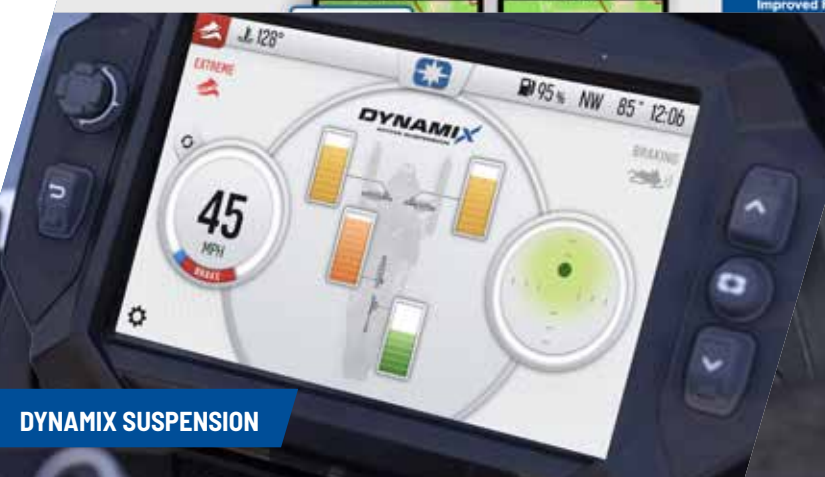 Improved
128°
95% NW 85° 12:06
EXTREME
DYNAMIX
BRAKING
45
MPH
BRAKE
DYNAMIX SUSPENSION